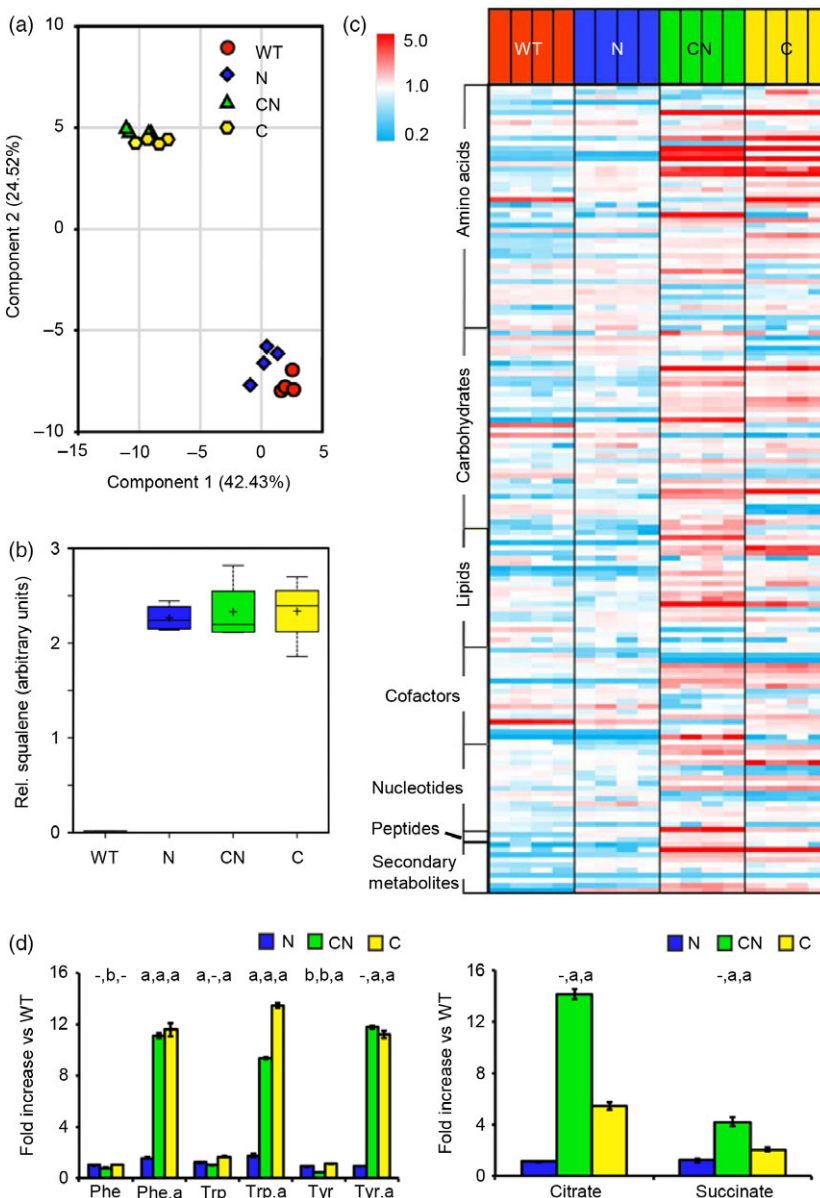 (a)
10
5
0
−5
−10
−15
−10
−5
0
5
Component 2 (24.52%)
Component 1 (42.43%)
WT
N
CN
C
(b)
3
2
1
0
Rel. squalene (arbitrary units)
WT
N
CN
C
(c)
5.0
1.0
0.2
WT
N
CN
C
Amino acids
Carbohydrates
Lipids
Cofactors
Nucleotides
Peptides
Secondary
metabolites
(d)
N
CN
C
16
12
8
4
0
Fold increase vs WT
-,b,-
a,a,a
a,-,a
a,a,a
b,b,a
-,a,a
Phe
Phe.a
Trp
Trp.a
Tyr
Tyr.a
N
CN
C
16
12
8
4
0
Fold increase vs WT
-,a,a
-,a,a
Citrate
Succinate